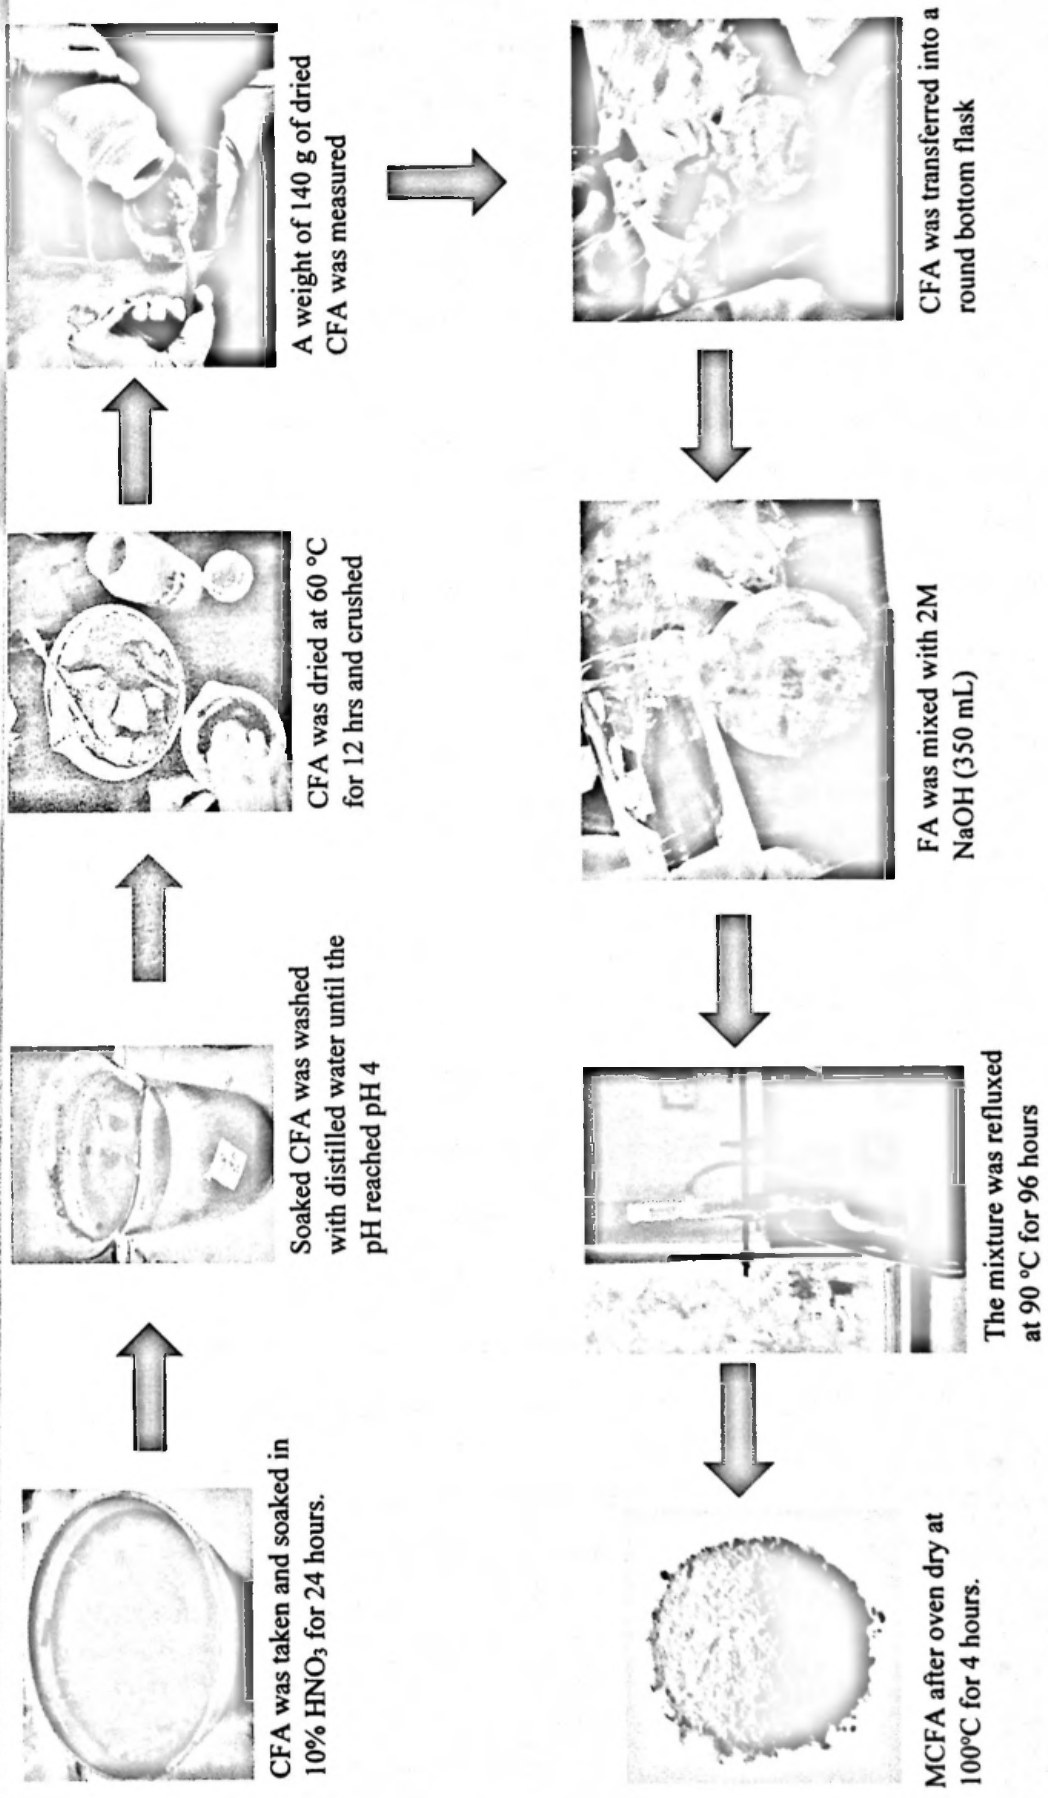 CFA was taken and soaked in
10% HNO₃ for 24 hours.
Soaked CFA was washed
with distilled water until the
pH reached pH 4
CFA was dried at 60 ºC
for 12 hrs and crushed
A weight of 140 g of dried
CFA was measured
CFA was transferred into a
round bottom flask
FA was mixed with 2M
NaOH (350 mL)
The mixture was refluxed
at 90 ºC for 96 hours
MCFA after oven dry at
100ºC for 4 hours.